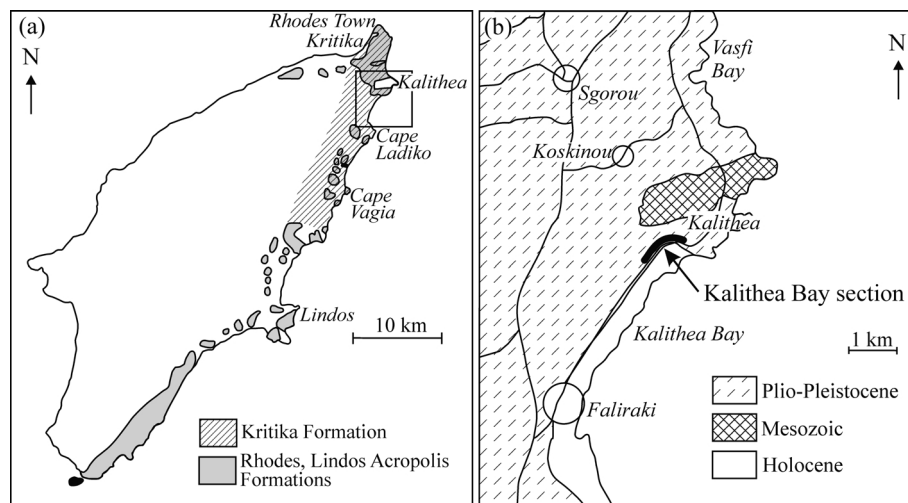 (a)
Rhodes Town
Kritika
N
Kalithea
Cape
Ladiko
Cape
Vagia
Lindos
10 km
Kritika Formation
Rhodes, Lindos Acropolis
Formations
(b)
Vasfi
Bay
N
Sgorou
Koskinou
Kalithea
Kalithea Bay section
Kalithea Bay
1 km
Faliraki
Plio-Pleistocene
Mesozoic
Holocene